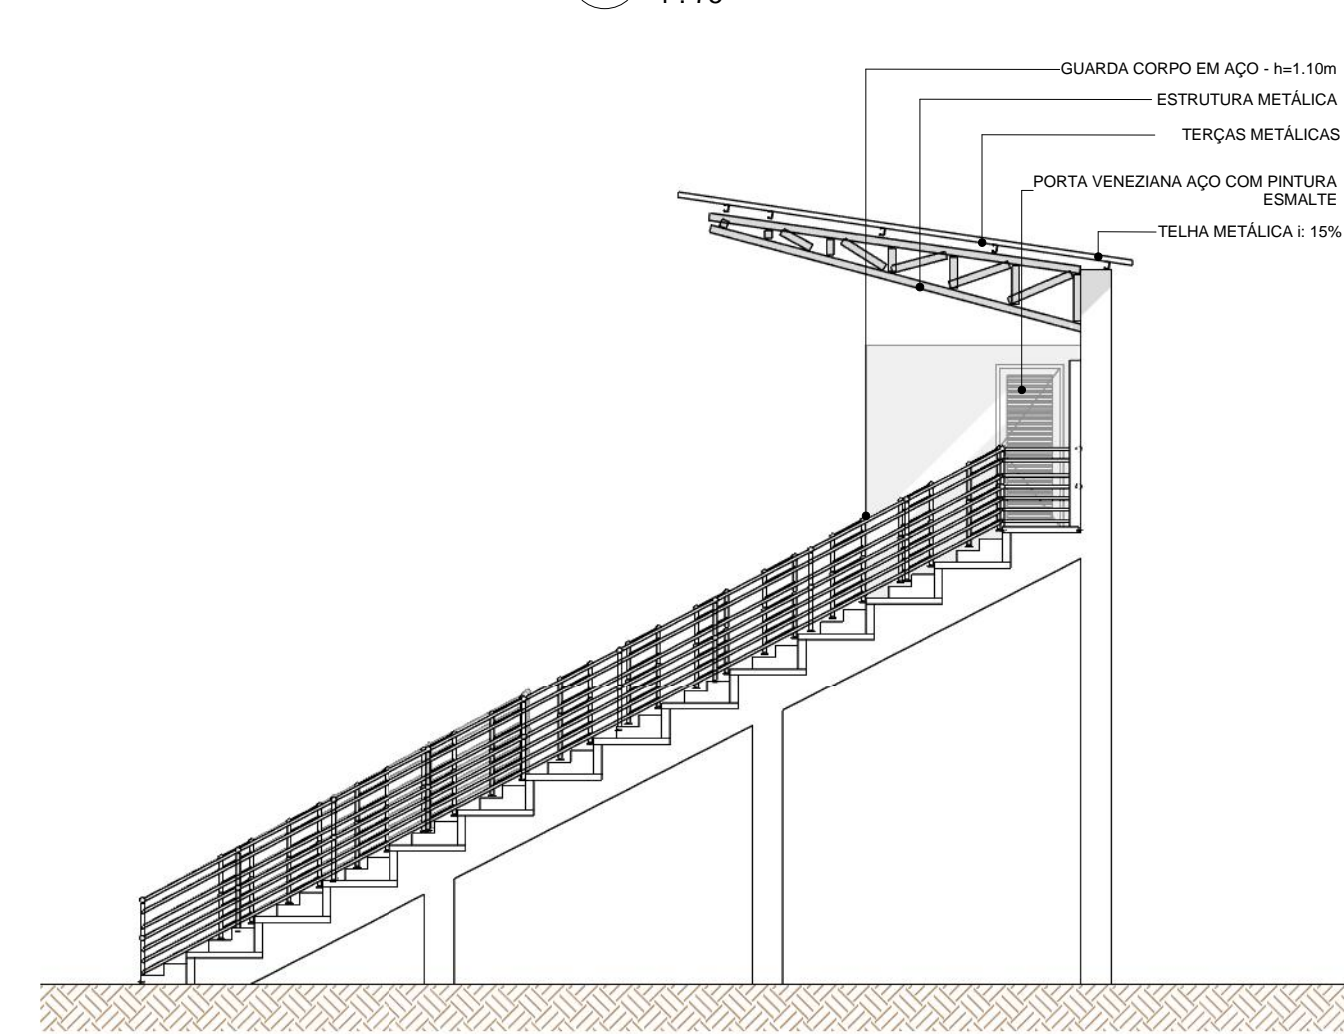 GUARDA CORPO EM AÇO - h=1.10m
ESTRUTURA METÁLICA
TERÇAS METÁLICAS
PORTA VENEZIANA AÇO COM PINTURA
ESMALTE
TELHA METÁLICA i: 15%